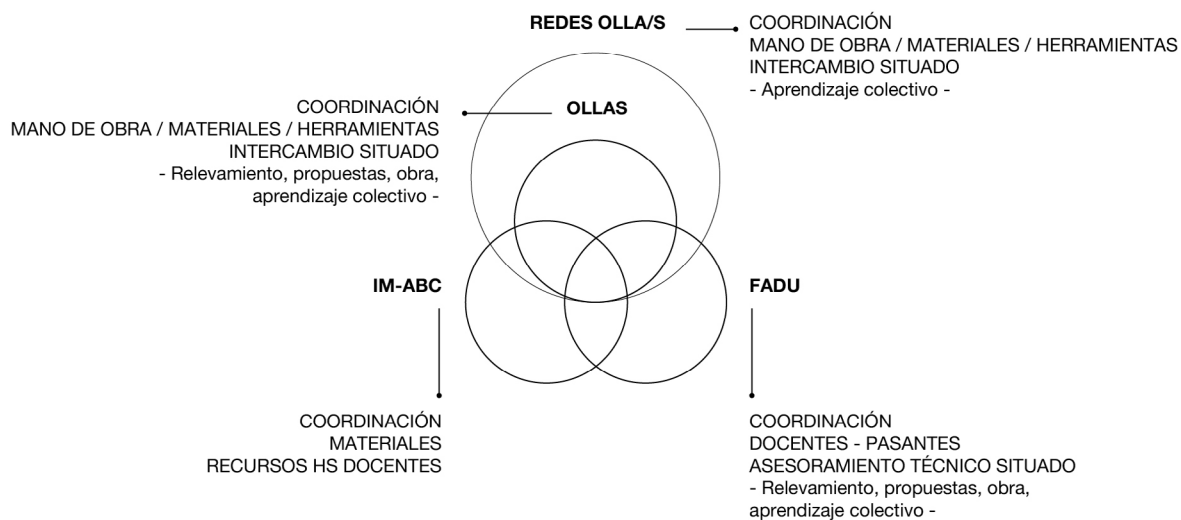 REDES OLLA/S
COORDINACIÓN
MANO DE OBRA / MATERIALES / HERRAMIENTAS
INTERCAMBIO SITUADO
- Aprendizaje colectivo -
OLLAS
COORDINACIÓN
MANO DE OBRA / MATERIALES / HERRAMIENTAS
INTERCAMBIO SITUADO
- Relevamiento, propuestas, obra,
aprendizaje colectivo -
IM-ABC
COORDINACIÓN
MATERIALES
RECURSOS HS DOCENTES
FADU
COORDINACIÓN
DOCENTES - PASANTES
ASESORAMIENTO TÉCNICO SITUADO
- Relevamiento, propuestas, obra,
aprendizaje colectivo -